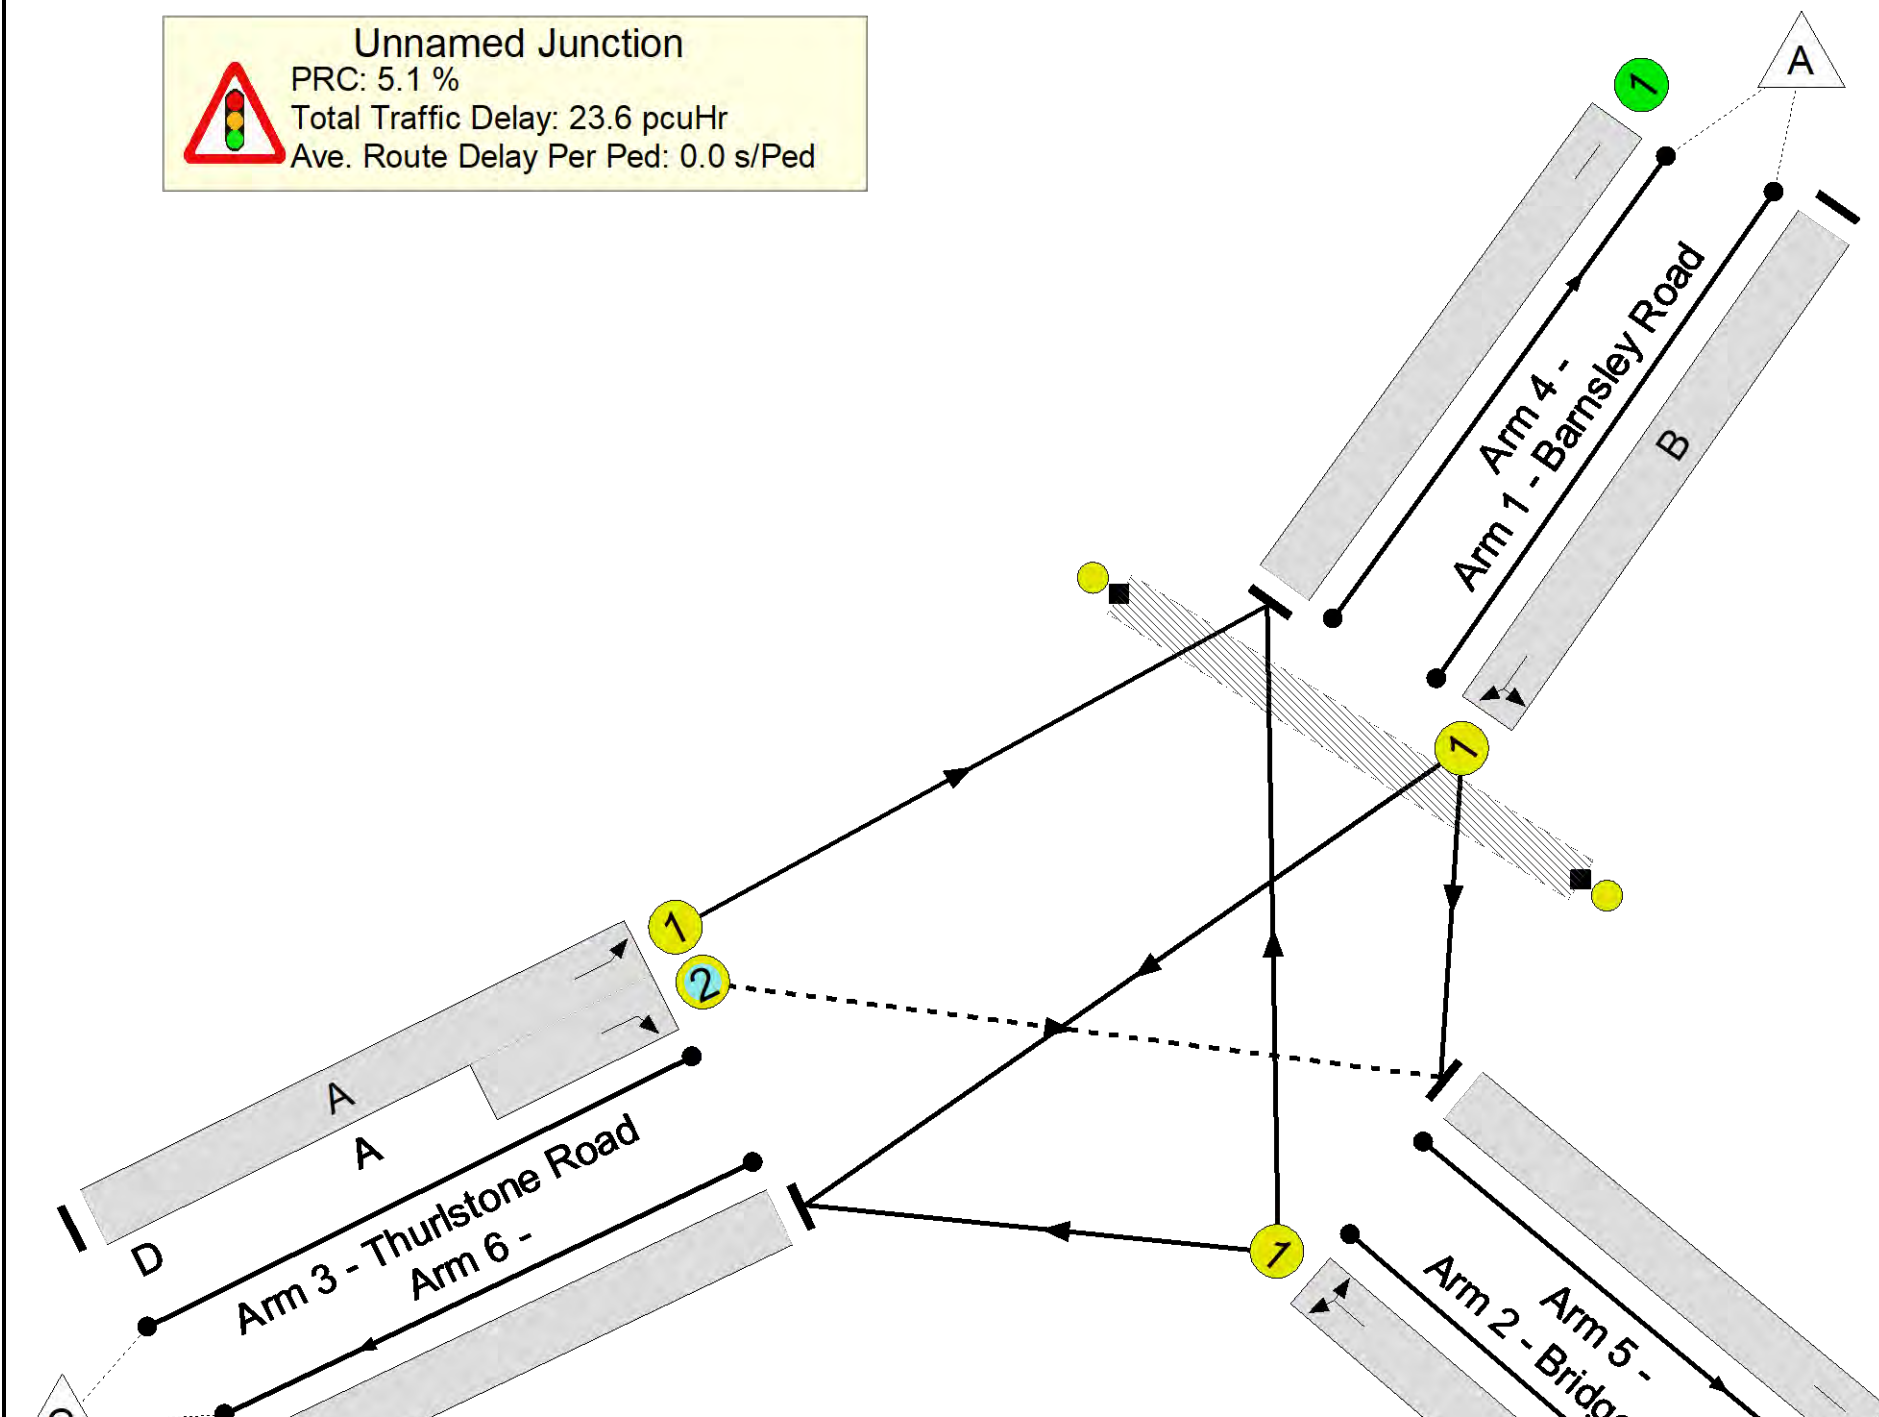 Unnamed Junction
PRC: 5.1 %
Total Traffic Delay: 23.6 pcuHr
Ave. Route Delay Per Ped: 0.0 s/Ped
A
1
Arm 4 -
Arm 1 - Barnsley Road
B
1
1
2
A
A
D
Arm 3 - Thurlstone Road
Arm 6 -
1
Arm 5 -
Arm 2 - Bridge